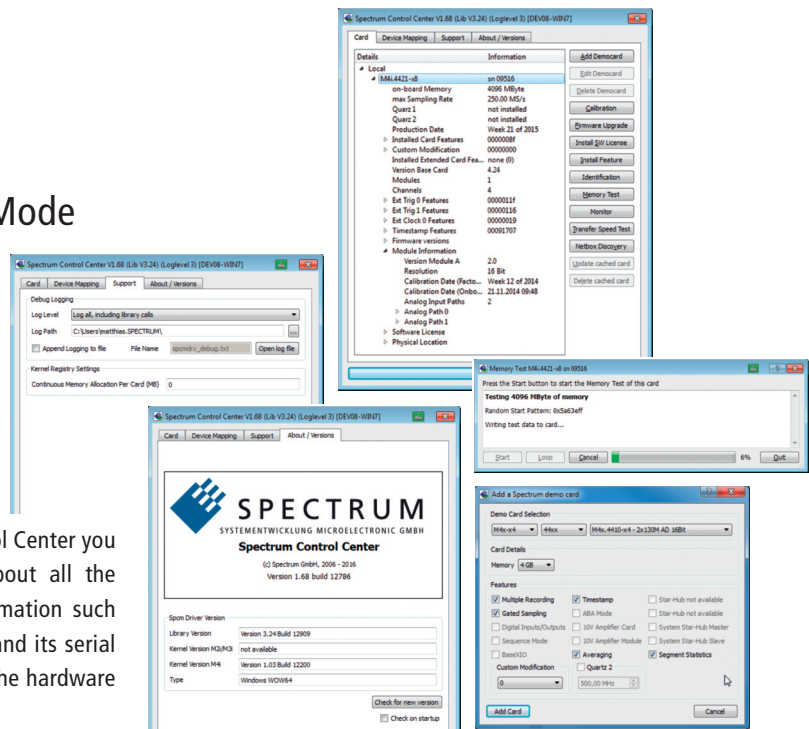 Spectrum Control Center V1.68 (Lib V3.24) (Loglevel 3) [DEV08-WIN7]
Card Device Mapping Support About / Versions
Details Information
Local
M4i.4421-x8 sn 09516
on-board Memory 4096 MByte
max Sampling Rate 250.00 MS/s
Quarz 1 not installed
Quarz 2 not installed
Production Date Week 21 of 2015
Installed Card Features 0000008f
Custom Modification 00000000
Installed Extended Card Fea... none (0)
Version Base Card 4.24
Modules 1
Channels 4
Ext Trig 0 Features 0000011f
Ext Trig 1 Features 00000116
Ext Clock 0 Features 00000019
Timestamp Features 00091707
Firmware versions
Module Information
Version Module A 2.0
Resolution 16 Bit
Calibration Date (Facto... Week 12 of 2014
Calibration Date (Onbo... 21.11.2014 09:48
Analog Input Paths 2
Analog Path 0
Analog Path 1
Software License
Physical Location
Add Democard
Edit Democard
Delete Democard
Calibration
Firmware Upgrade
Install SW License
Install Feature
Identification
Memory Test
Monitor
Transfer Speed Test
Netbox Discovery
Update cached card
Delete cached card
Mode
Spectrum Control Center V1.68 (Lib V3.24) (Loglevel 3) [DEV08-WIN7]
Card Device Mapping Support About / Versions
Debug Logging
Log Level Log all, including library calls
Log Path C:\Users\matthias.SPECTRUM\ ...
Append Logging to file File Name spcmdrv_debug.txt Open log file
Kernel Registry Settings
Continuous Memory Allocation Per Card (MB) 0
Memory Test M4i.4421-x8 sn 09516
Press the Start button to start the Memory Test of this card
Testing 4096 MByte of memory
Random Start Pattern: 0x5a63eff
Writing test data to card...
Start Loop Cancel 6% Quit
Spectrum Control Center V1.68 (Lib V3.24) (Loglevel 3) [DEV08-WIN7]
Card Device Mapping Support About / Versions
SPECTRUM
SYSTEMENTWICKLUNG MICROELECTRONIC GMBH
Spectrum Control Center
(c) Spectrum GmbH, 2006 - 2016
Version 1.68 build 12786
Spcm Driver Version
Library Version Version 3.24 Build 12909
Kernel Version M2i/M3i not available
Kernel Version M4i Version 1.03 Build 12200
Type Windows WOW64
Check for new version
Check on startup
Add a Spectrum demo card
Demo Card Selection
M4x-x4 44xx M4x.4410-x4 - 2x130M AD 16Bit
Card Details
Memory 4 GB
Features
Multiple Recording Timestamp Star-Hub not available
Gated Sampling ABA Mode Star-Hub not available
Digital Inputs/Outputs 10V Amplifier Card System Star-Hub Master
Sequence Mode 10V Amplifier Module System Star-Hub Slave
BaseXIO Averaging Segment Statistics
Custom Modification Quartz 2
0 500,00 MHz
Add Card Cancel
ol Center you
bout all the
rmation such
and its serial
he hardware